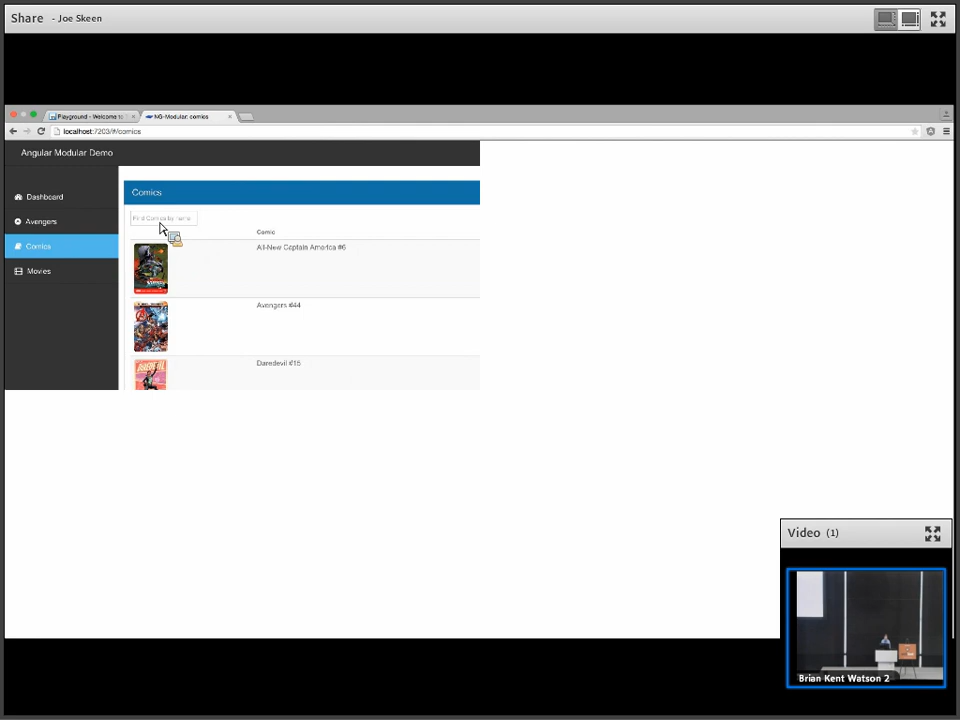 Share - Joe Skeen
Playground - Welcome to
NG-Modular: comics
localhost:7203/#/comics
Angular Modular Demo
Dashboard
Avengers
Comics
Movies
Comics
Find Comics by name
Comic
All-New Captain America #6
Avengers #44
Daredevil #15
Video (1)
Brian Kent Watson 2